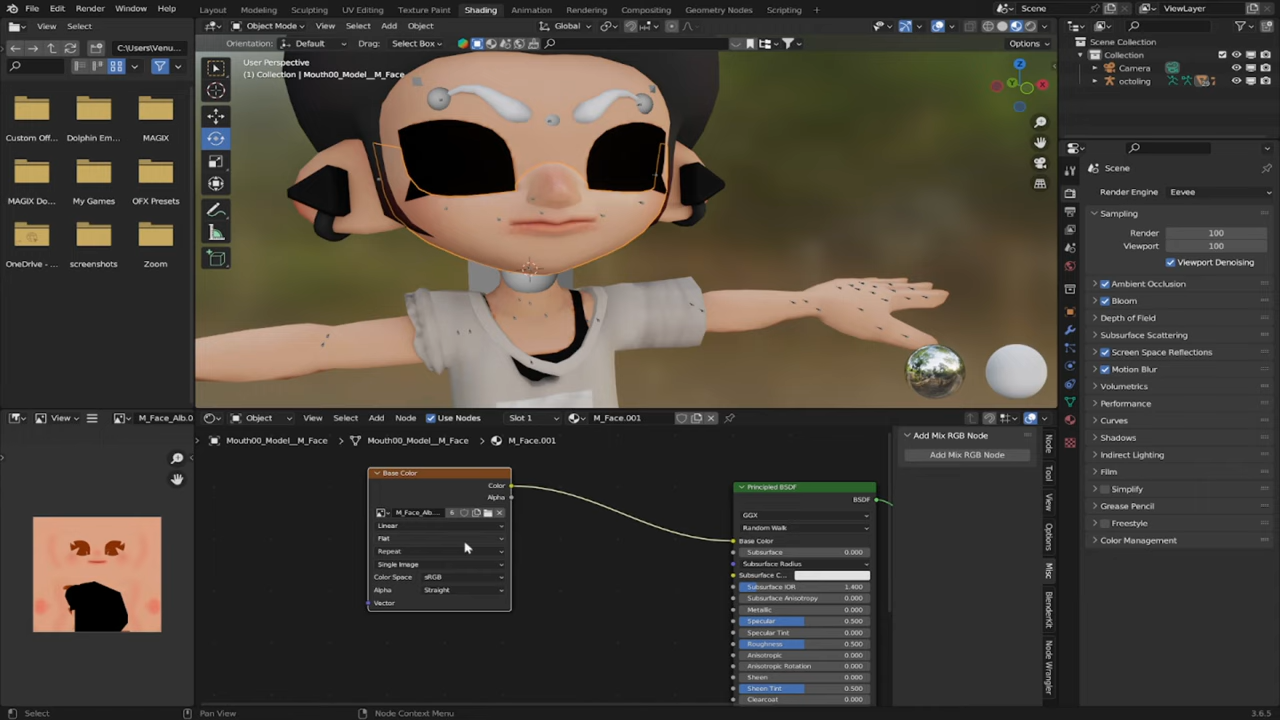 File Edit Render Window Help Layout Modeling Sculpting UV Editing Texture Paint Shading Animation Rendering Compositing Geometry Nodes Scripting Scene ViewLayer
View Select Object Mode View Select Add Object Global
C:\Users\Venu... Orientation: Default Drag: Select Box Options
User Perspective
(1) Collection | Mouth00_Model__M_Face
Custom Off... Dolphin Em... MAGIX
MAGIX Do... My Games OFX Presets
OneDrive - ... screenshots Zoom
Scene Collection
Collection
Camera
octoling
Scene
Render Engine Eevee
Sampling
Render 100
Viewport 100
Viewport Denoising
Ambient Occlusion
Bloom
Depth of Field
Subsurface Scattering
Screen Space Reflections
Motion Blur
Volumetrics
Performance
Curves
Shadows
Indirect Lighting
Film
Simplify
Freestyle
Grease Pencil
Color Management
View M_Face_Alb.0 Object View Select Add Node Use Nodes Slot 1 M_Face.001
Mouth00_Model__M_Face Mouth00_Model__M_Face M_Face.001
Base Color
Color
Alpha
M_Face_Alb.... 6
Linear
Flat
Repeat
Single Image
Color Space sRGB
Alpha Straight
Vector
Principled BSDF
BSDF
GGX
Random Walk
Base Color
Subsurface 0.000
Subsurface Radius
Subsurface C...
Subsurface IOR 1.400
Subsurface Anisotropy 0.000
Metallic 0.000
Specular 0.500
Specular Tint 0.000
Roughness 0.500
Anisotropic 0.000
Anisotropic Rotation 0.000
Sheen 0.000
Sheen Tint 0.500
Clearcoat 0.000
Add Mix RGB Node
Add Mix RGB Node
Node
Tool
View
Options
Misc
BlenderKit
Node Wrangler
Select Pan View Node Context Menu 3.6.5